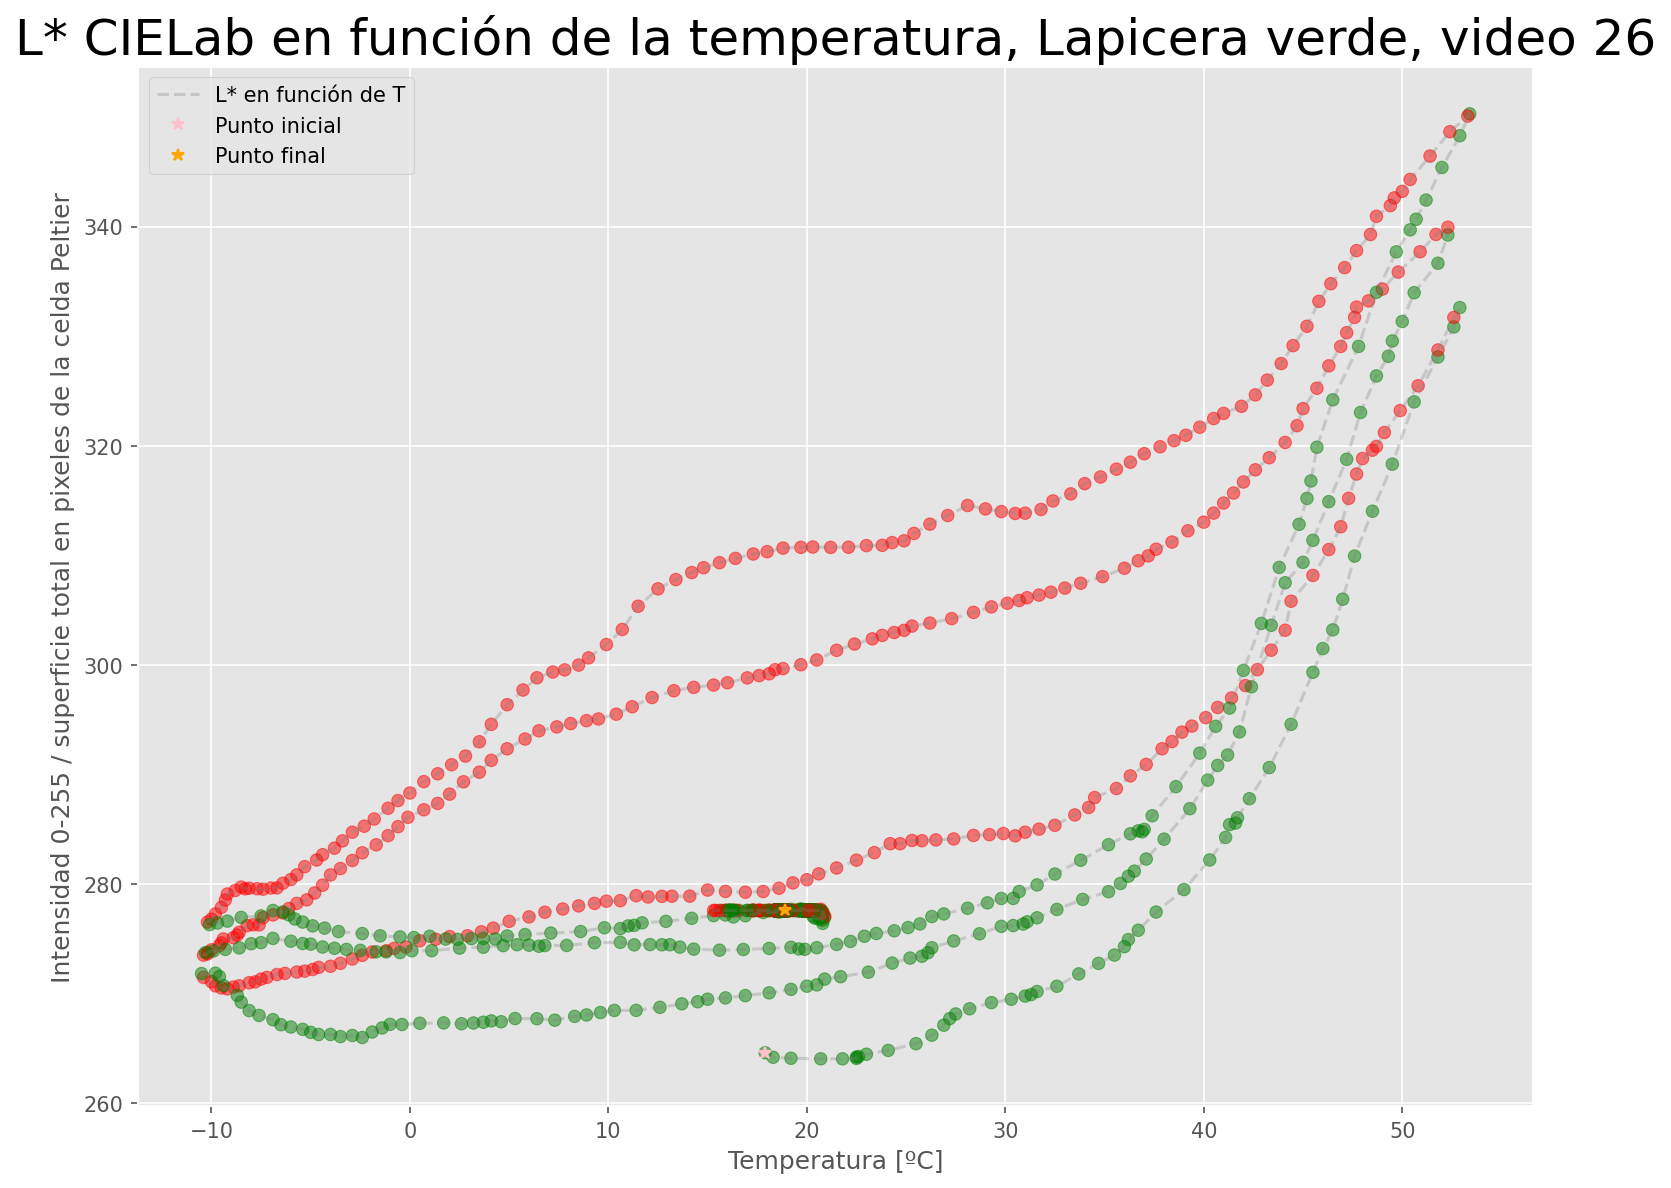 L* CIELab en función de la temperatura, Lapicera verde, video 26
L* en función de T
Punto inicial
Punto final
Intensidad 0-255 / superficie total en pixeles de la celda Peltier
340
320
300
280
260
−10
0
10
20
30
40
50
Temperatura [ºC]